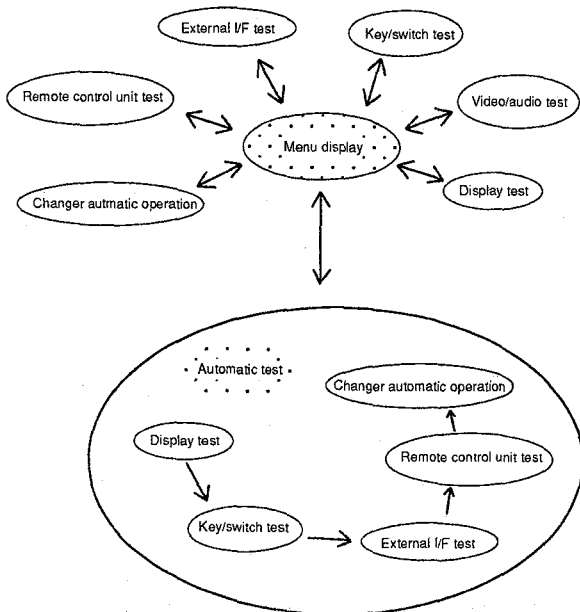 External I/F test
Key/switch test
Remote control unit test
Video/audio test
Menu display
Changer autmatic operation
Display test
Automatic test
Changer automatic operation
Display test
Remote control unit test
Key/switch test
External I/F test